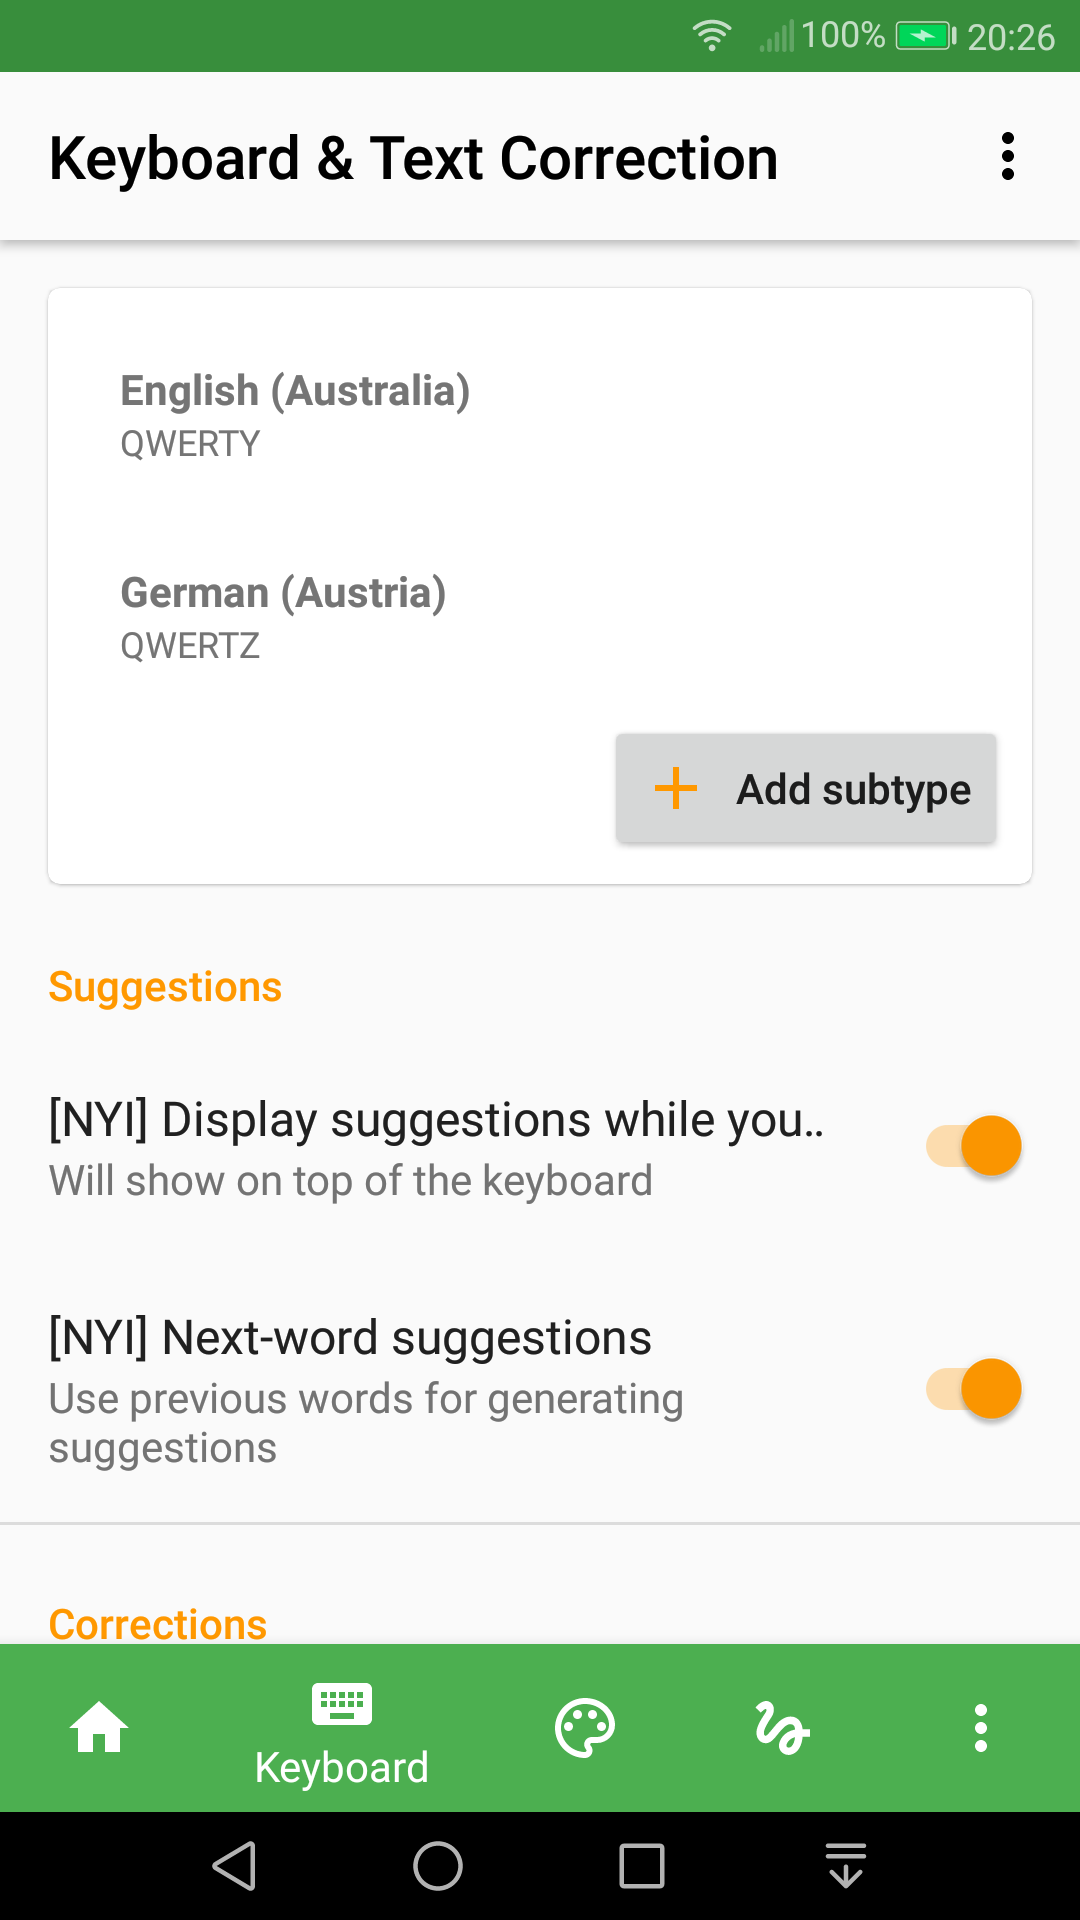 100% 20:26
Keyboard & Text Correction
English (Australia)
QWERTY
German (Austria)
QWERTZ
Add subtype
Suggestions
[NYI] Display suggestions while you..
Will show on top of the keyboard
[NYI] Next-word suggestions
Use previous words for generating
suggestions
Corrections
Keyboard